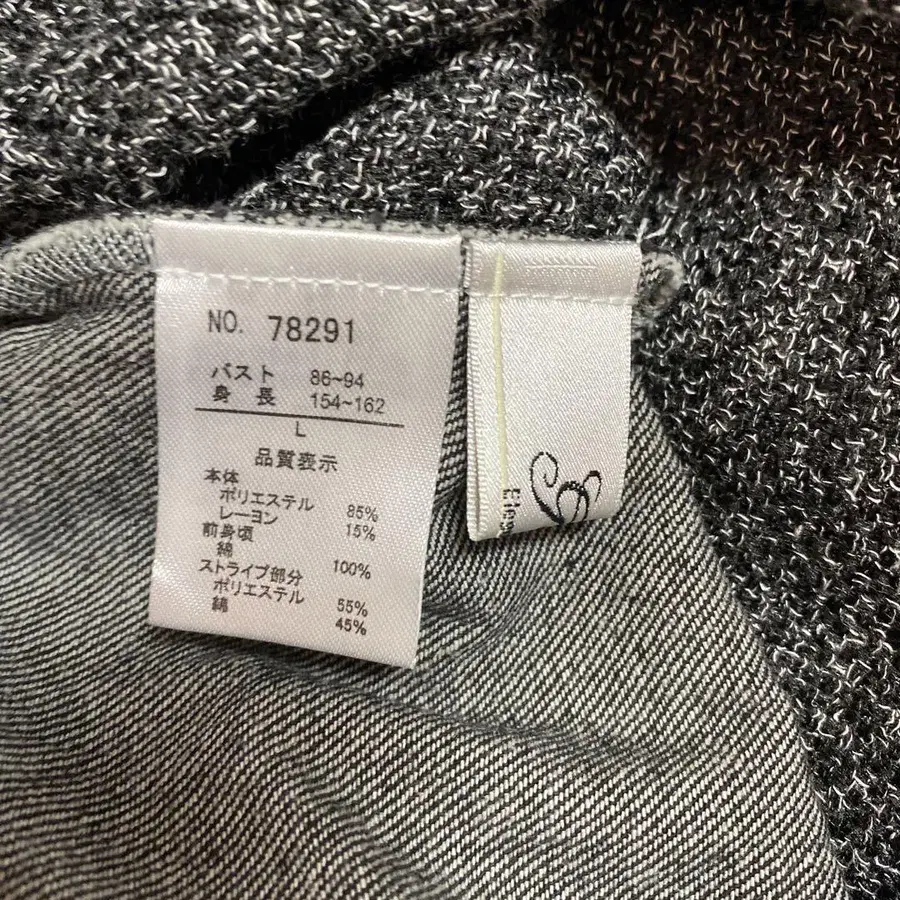 NO. 78291
バスト 86~94
身長 154~162
L
品質表示
本体
ポリエステル 85%
レーヨン 15%
前身頃
綿 100%
ストライプ部分
ポリエステル 55%
綿 45%